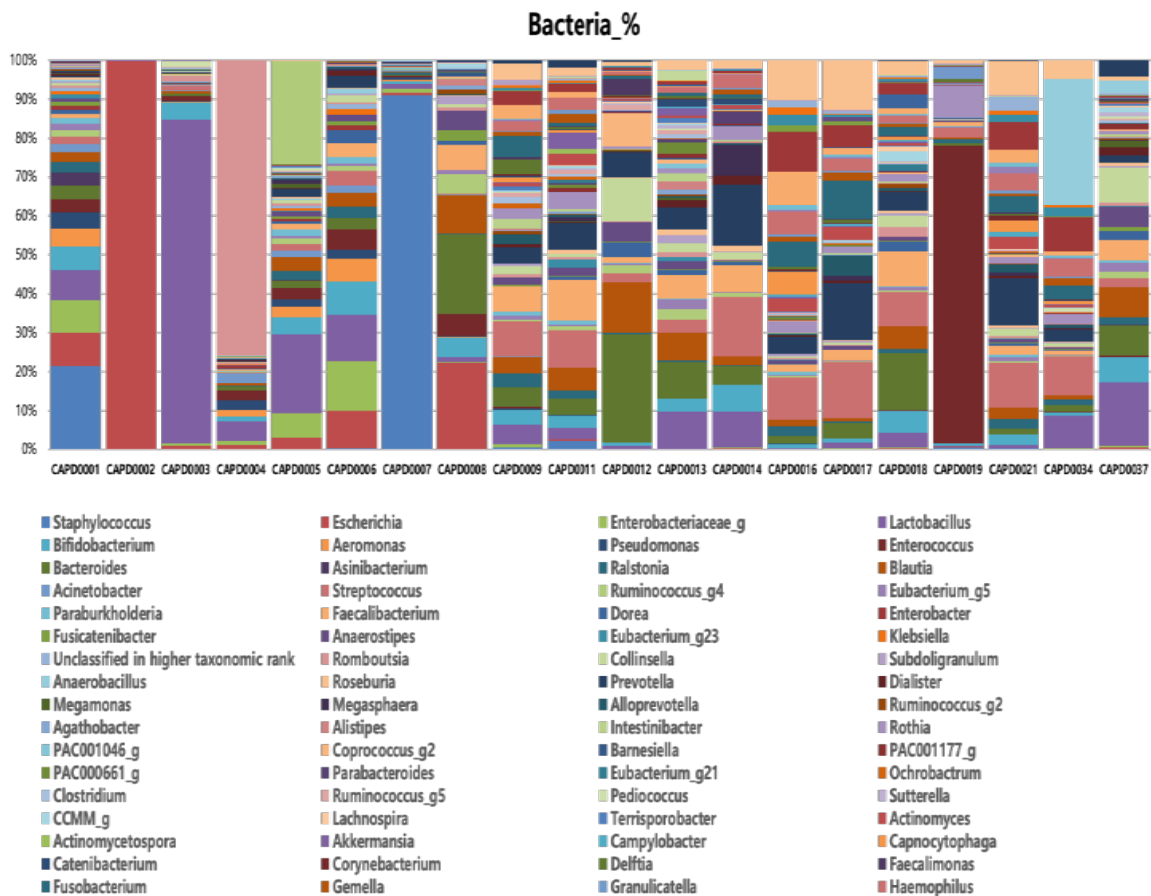 Bacteria_%
100%
90%
80%
70%
60%
50%
40%
30%
20%
10%
0%
CAPD0001 CAPD0002 CAPD0003 CAPD0004 CAPD0005 CAPD0006 CAPD0007 CAPD0008 CAPD0009 CAPD0011 CAPD0012 CAPD0013 CAPD0014 CAPD0016 CAPD0017 CAPD0018 CAPD0019 CAPD0021 CAPD0034 CAPD0037
Staphylococcus Escherichia Enterobacteriaceae_g Lactobacillus
Bifidobacterium Aeromonas Pseudomonas Enterococcus
Bacteroides Asinibacterium Ralstonia Blautia
Acinetobacter Streptococcus Ruminococcus_g4 Eubacterium_g5
Paraburkholderia Faecalibacterium Dorea Enterobacter
Fusicatenibacter Anaerostipes Eubacterium_g23 Klebsiella
Unclassified in higher taxonomic rank Romboutsia Collinsella Subdoligranulum
Anaerobacillus Roseburia Prevotella Dialister
Megamonas Megasphaera Alloprevotella Ruminococcus_g2
Agathobacter Alistipes Intestinibacter Rothia
PAC001046_g Coprococcus_g2 Barnesiella PAC001177_g
PAC000661_g Parabacteroides Eubacterium_g21 Ochrobactrum
Clostridium Ruminococcus_g5 Pediococcus Sutterella
CCMM_g Lachnospira Terrisporobacter Actinomyces
Actinomycetospora Akkermansia Campylobacter Capnocytophaga
Catenibacterium Corynebacterium Delftia Faecalimonas
Fusobacterium Gemella Granulicatella Haemophilus